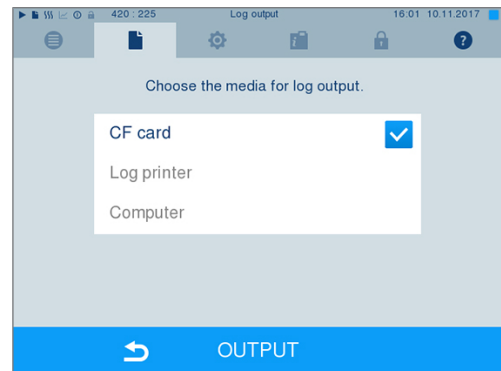 420 : 225 Log output 16:01 10.11.2017
Choose the media for log output.
CF card
Log printer
Computer
OUTPUT